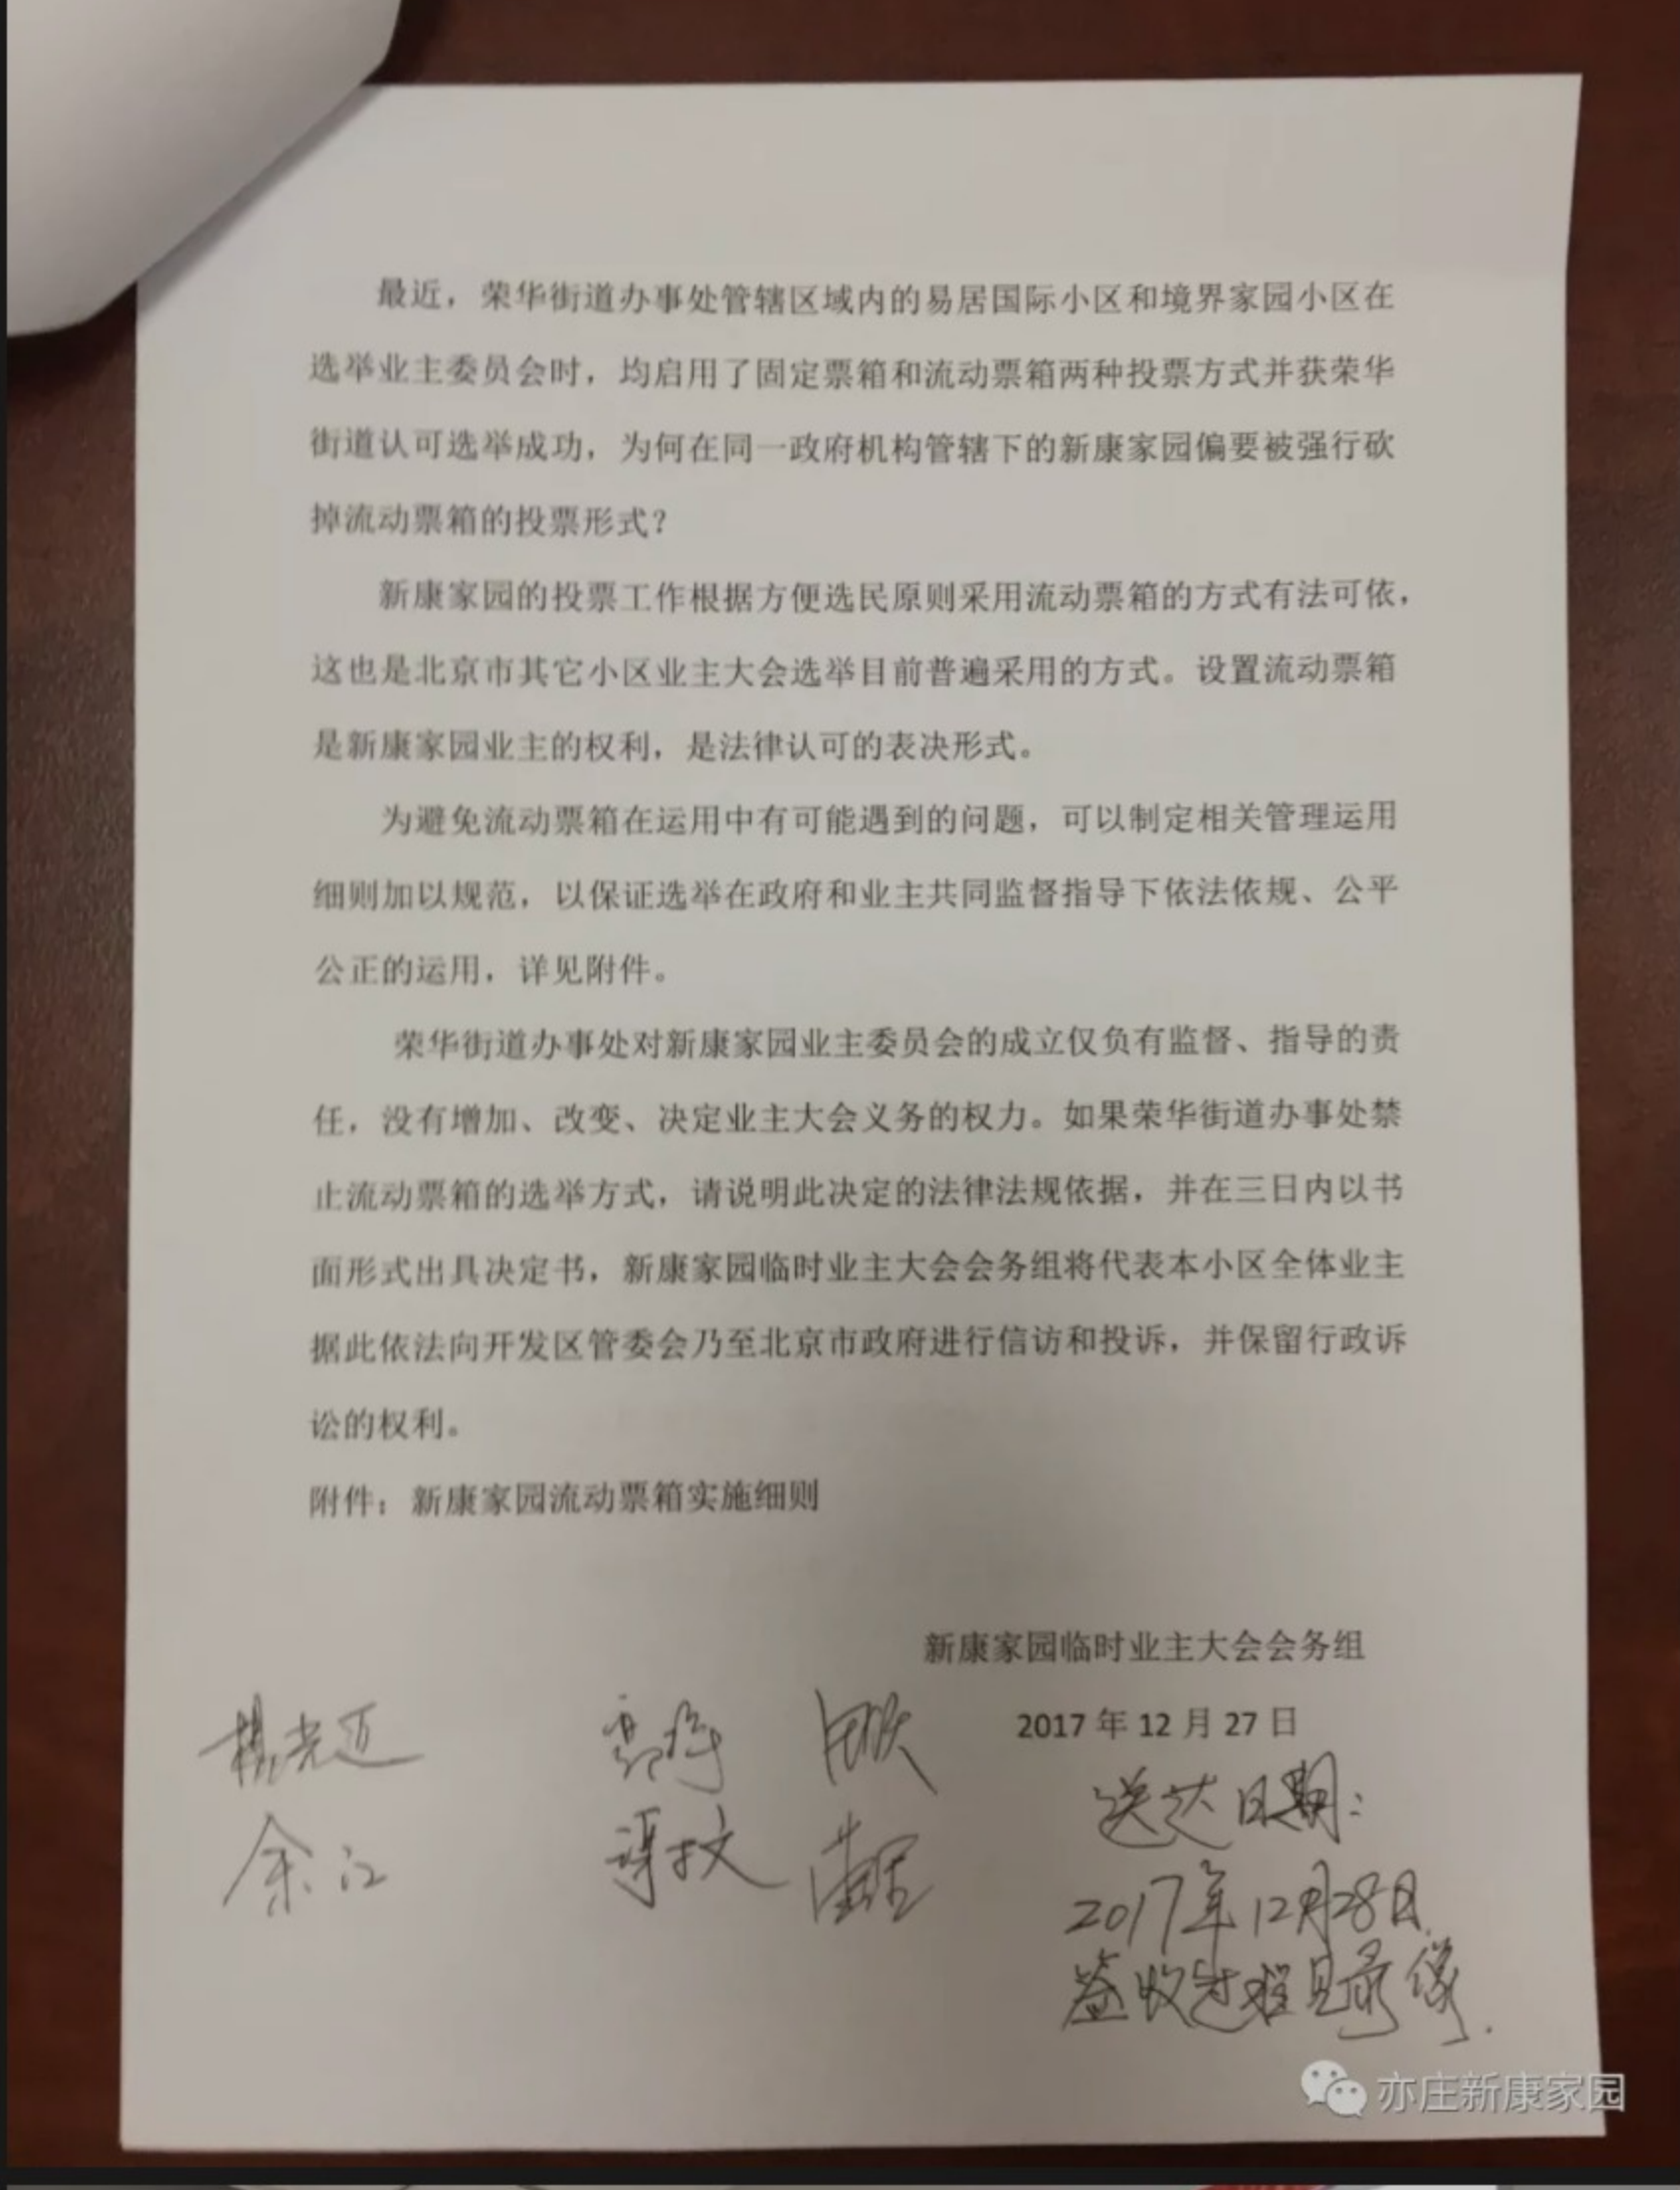 最近，荣华街道办事处管辖区域内的易居国际小区和境界家园小区在
选举业主委员会时，均启用了固定票箱和流动票箱两种投票方式并获荣华
街道认可选举成功，为何在同一政府机构管辖下的新康家园偏要被强行砍
掉流动票箱的投票形式？
新康家园的投票工作根据方便选民原则采用流动票箱的方式有法可依，
这也是北京市其它小区业主大会选举目前普遍采用的方式。设置流动票箱
是新康家园业主的权利，是法律认可的表决形式。
为避免流动票箱在运用中有可能遇到的问题，可以制定相关管理运用
细则加以规范，以保证选举在政府和业主共同监督指导下依法依规、公平
公正的运用，详见附件。
荣华街道办事处对新康家园业主委员会的成立仅负有监督、指导的责
任，没有增加、改变、决定业主大会义务的权力。如果荣华街道办事处禁
止流动票箱的选举方式，请说明此决定的法律法规依据，并在三日内以书
面形式出具决定书，新康家园临时业主大会会务组将代表本小区全体业主
据此依法向开发区管委会乃至北京市政府进行信访和投诉，并保留行政诉
讼的权利。
附件：新康家园流动票箱实施细则
新康家园临时业主大会会务组
2017 年 12 月 27 日
杨光迈
余江
送达日期：
2017年12月28日
签收过程见录像.
亦庄新康家园